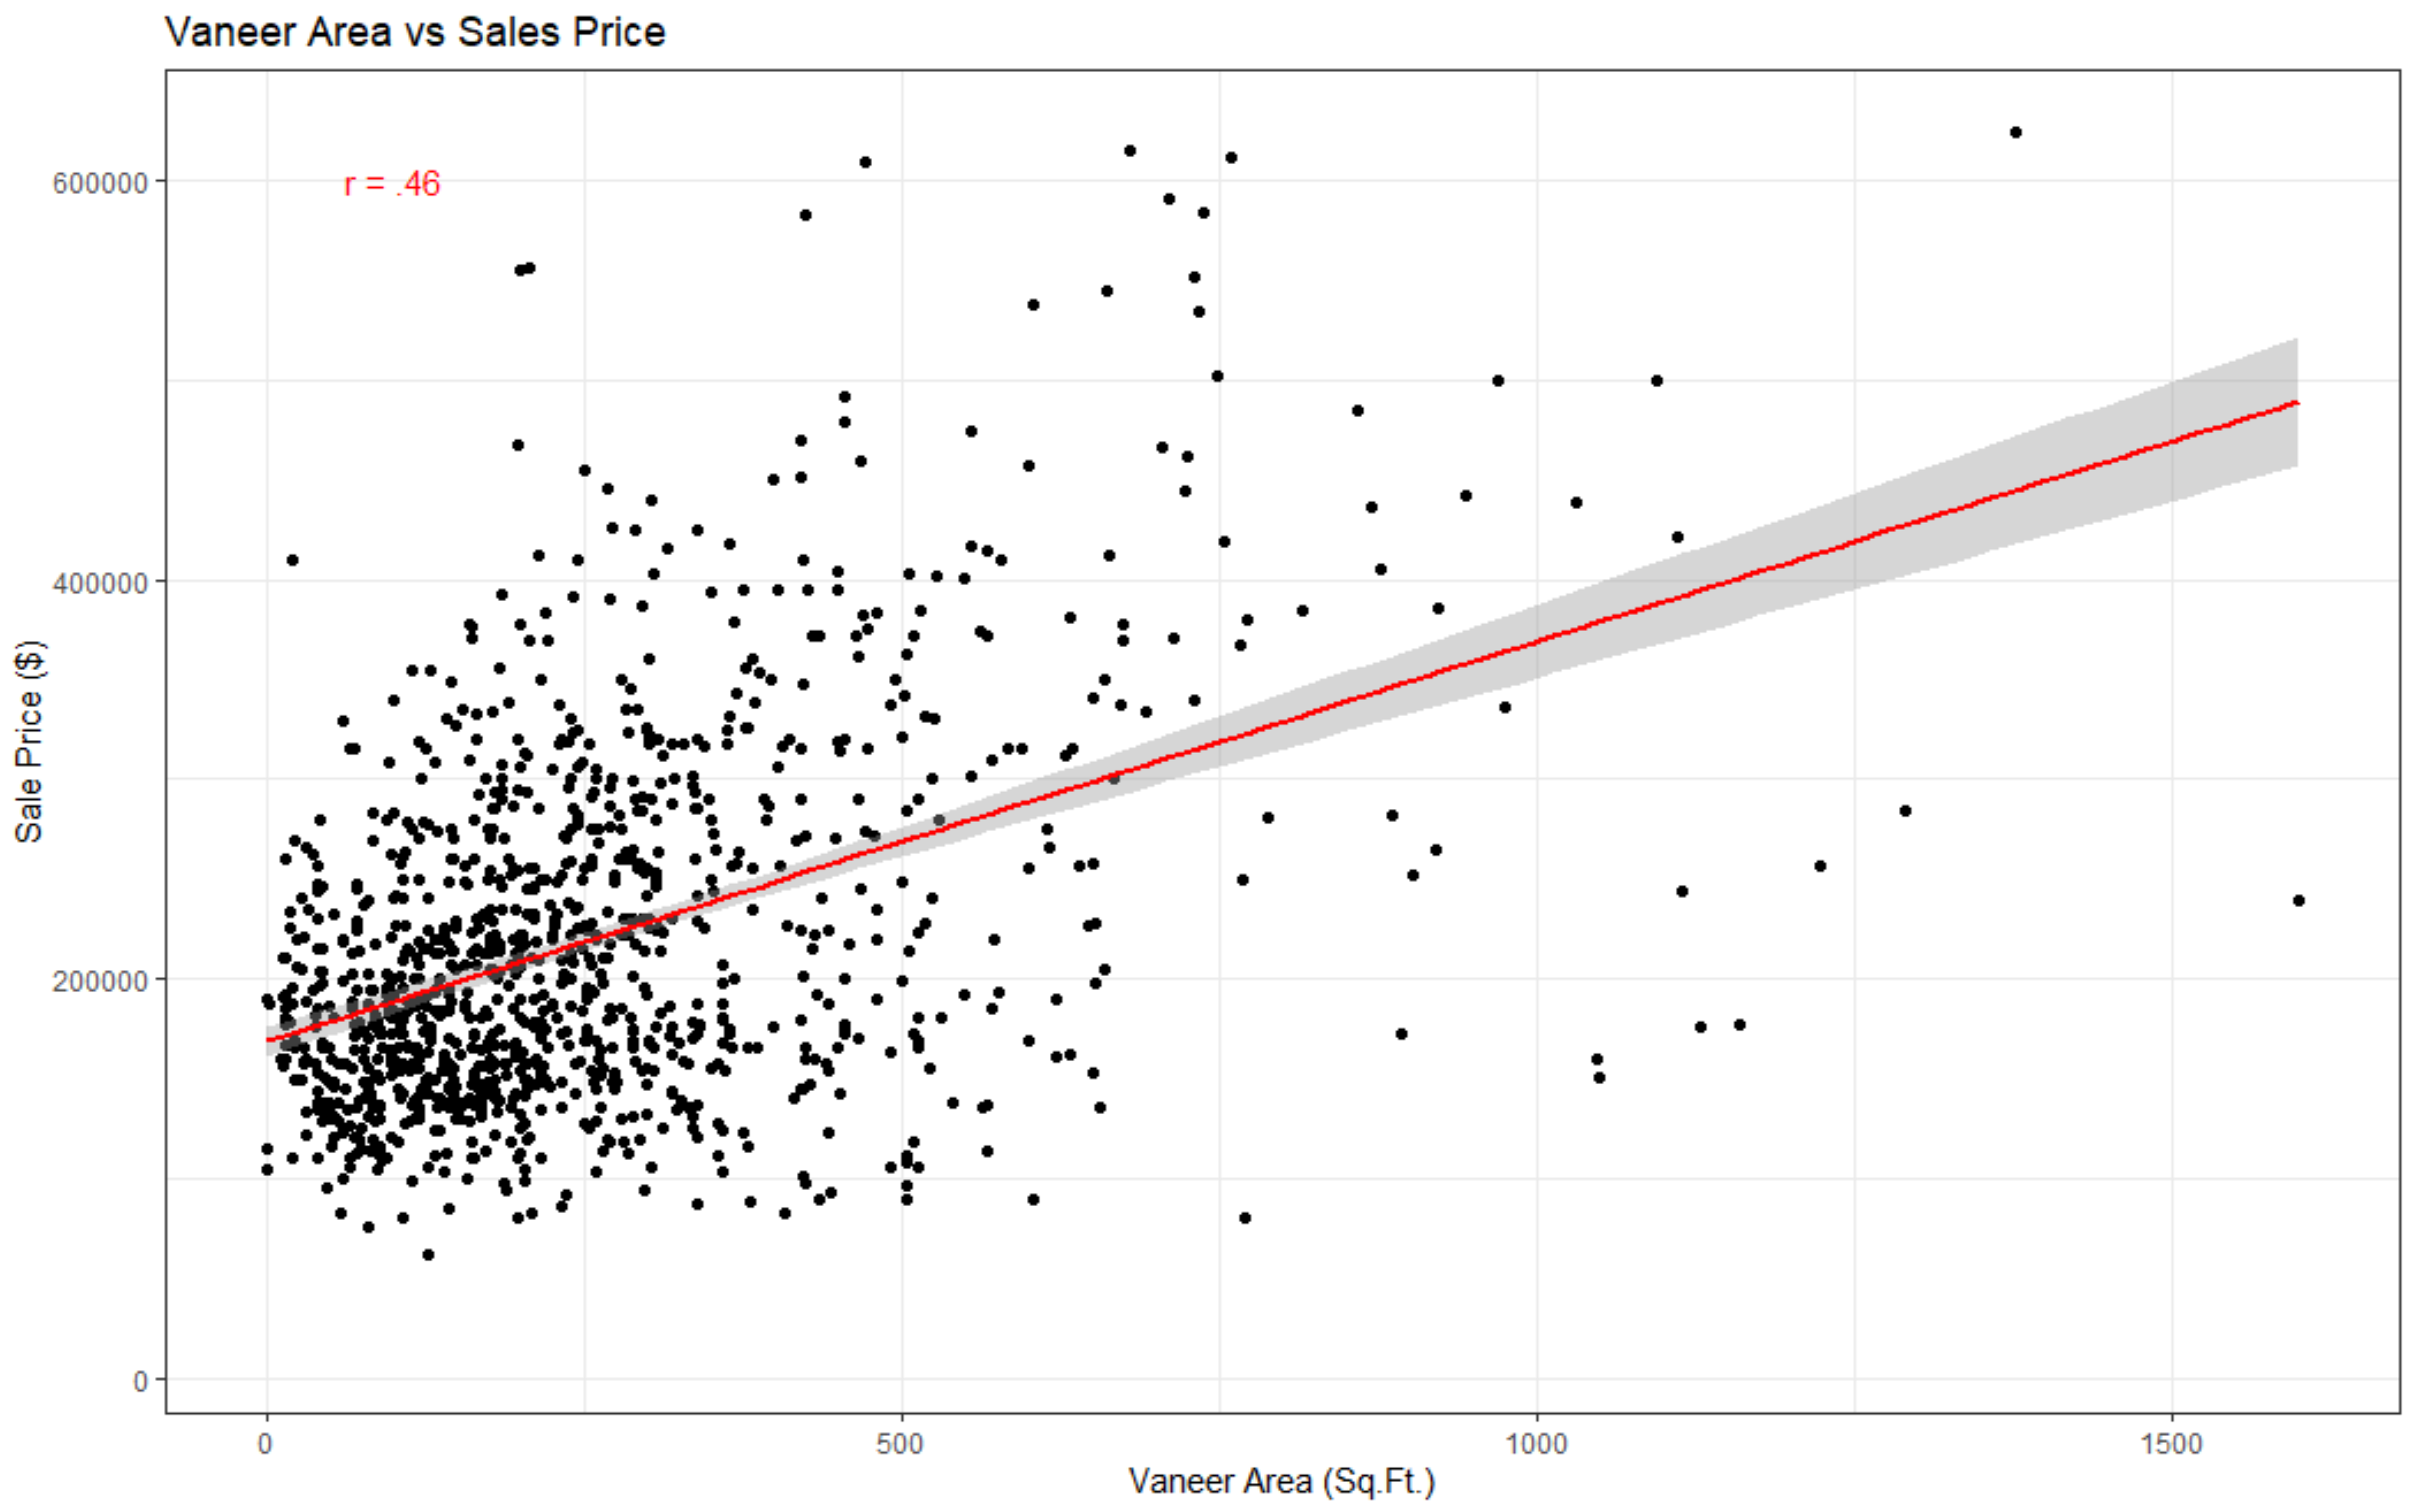 Vaneer Area vs Sales Price
r = .46
600000
400000
200000
0
Sale Price ($)
0 500 1000 1500
Vaneer Area (Sq.Ft.)